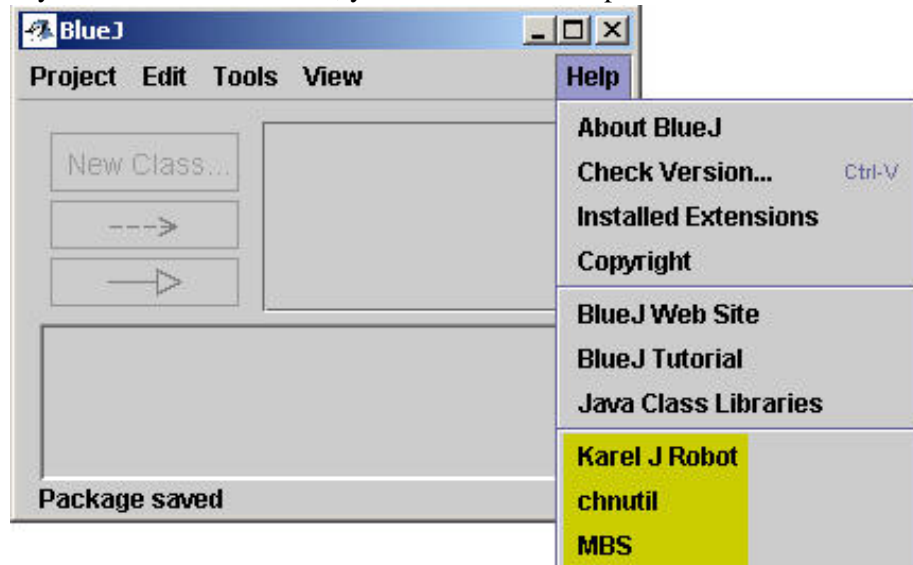 BlueJ
Project Edit Tools View Help
New Class...
About BlueJ
Check Version... Ctrl-V
Installed Extensions
Copyright
BlueJ Web Site
BlueJ Tutorial
Java Class Libraries
Karel J Robot
chnutil
MBS
Package saved